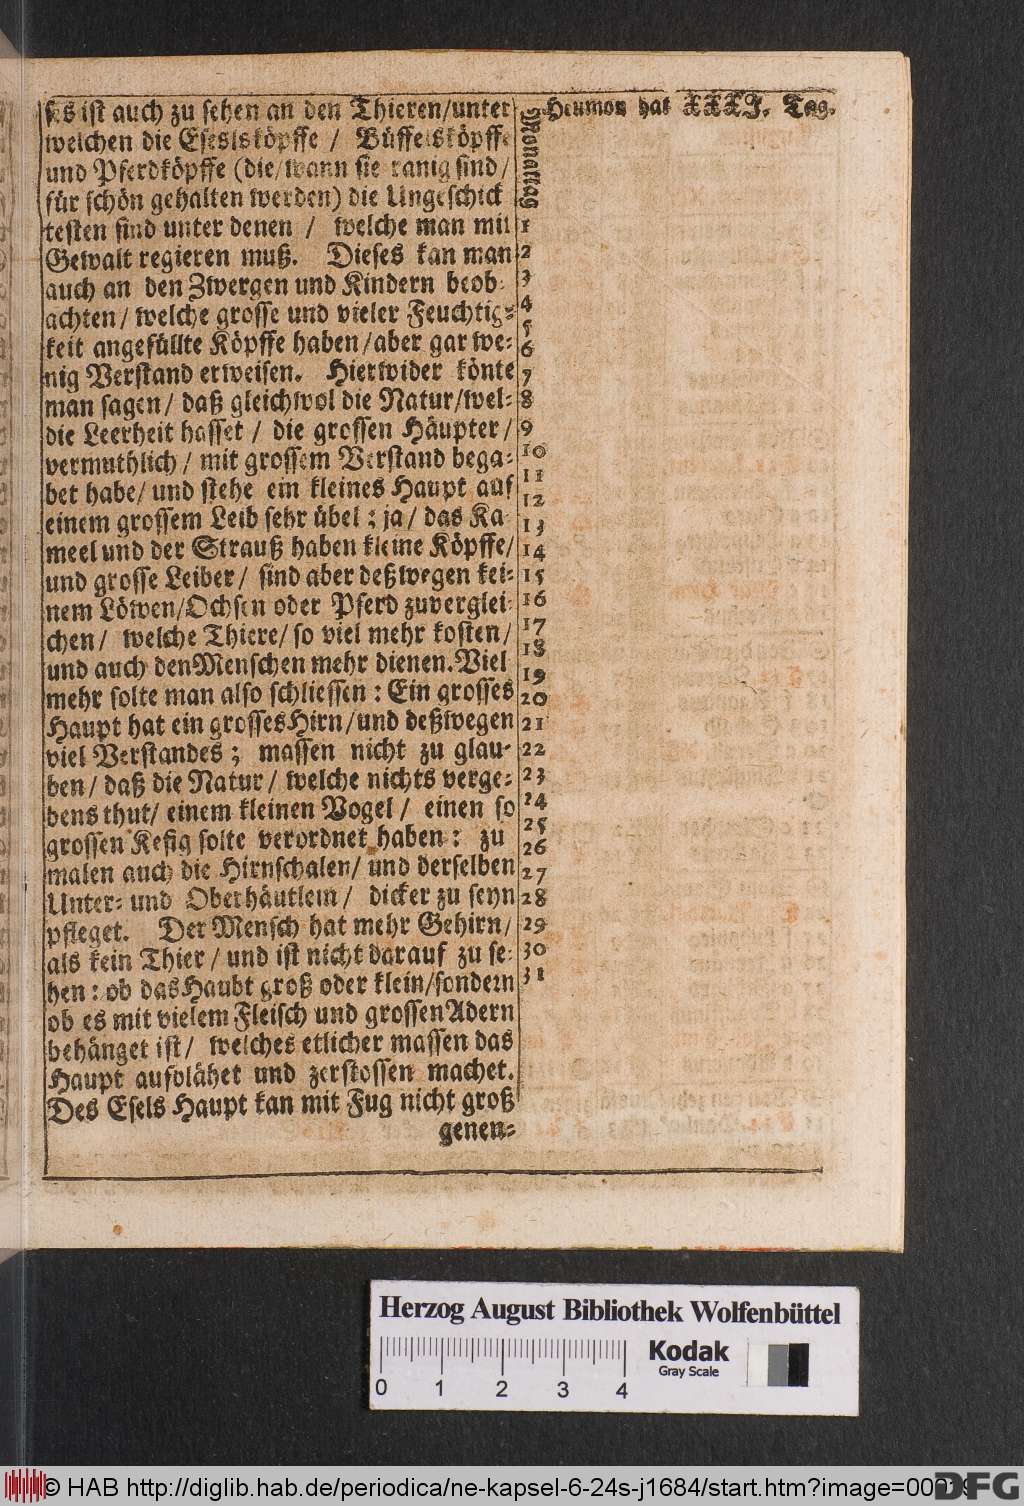 ses ist auch zu sehen an den Thieren/unter
welchen die Eselsköpffe / Büffelsköpffe
und Pferdköpffe (die/wann sie ranig sind/
für schön gehalten werden) die Ungeschick
testen sind unter denen / welche man mit
Gewalt regieren muß. Dieses kan man
auch an den Zwergen und Kindern beob-
achten/ welche grosse und vieler Feuchtig-
keit angefüllte Köpffe haben/aber gar we-
nig Verstand erweisen. Hierwider könte
man sagen/ daß gleichwol die Natur/wel-
die Leerheit hasset / die grossen Häupter/
vermuthlich/ mit grossem Verstand bega-
bet habe/ und stehe ein kleines Haupt auf
einem grossem Leib sehr übel: ja/ das Ka-
meel und der Strauß haben kleine Köpffe/
und grosse Leiber/ sind aber deßwegen kei-
nem Löwen/Ochsen oder Pferd zuverglei-
chen/ welche Thiere/ so viel mehr kosten/
und auch den Menschen mehr dienen. Viel
mehr solte man also schliessen: Ein grosses
Haupt hat ein grosses Hirn/und deßwegen
viel Verstandes; massen nicht zu glau-
ben/ daß die Natur/ welche nichts verge-
bens thut/ einem kleinen Vogel/ einen so
grossen Kefig solte verordnet haben: zu
malen auch die Hirnschalen/ und derselben
Unter- und Oberhäutlein/ dicker zu seyn
pfleget. Der Mensch hat mehr Gehirn/
als kein Thier/ und ist nicht darauf zu se-
hen: ob das Haubt groß oder klein/sondern
ob es mit vielem Fleisch und grossen Adern
behänget ist/ welches etlicher massen das
Haupt aufblähet und zerstossen machet.
Des Esels Haupt kan mit Fug nicht groß
genen-
Heumon hat XXXI. Tag.
Monattag
1
2
3
4
5
6
7
8
9
10
11
12
13
14
15
16
17
18
19
20
21
22
23
24
25
26
27
28
29
30
31
Herzog August Bibliothek Wolfenbüttel
0 1 2 3 4
Kodak
Gray Scale
© HAB http://diglib.hab.de/periodica/ne-kapsel-6-24s-j1684/start.htm?image=000
DFG